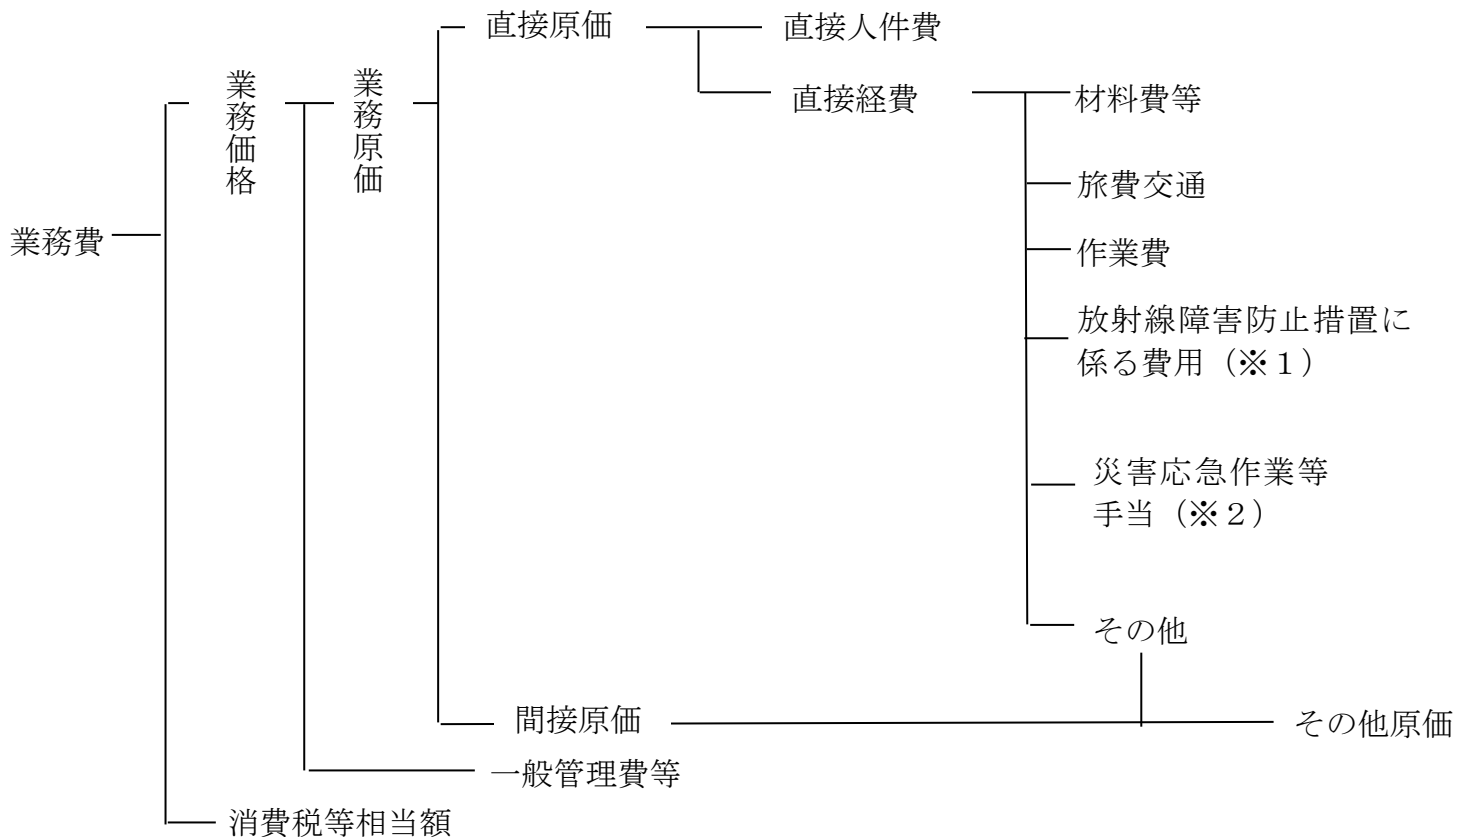 直接原価
直接人件費
業務価格
業務原価
直接経費
材料費等
旅費交通
業務費
作業費
放射線障害防止措置に
係る費用（※１）
災害応急作業等
手当（※２）
その他
間接原価
その他原価
一般管理費等
消費税等相当額